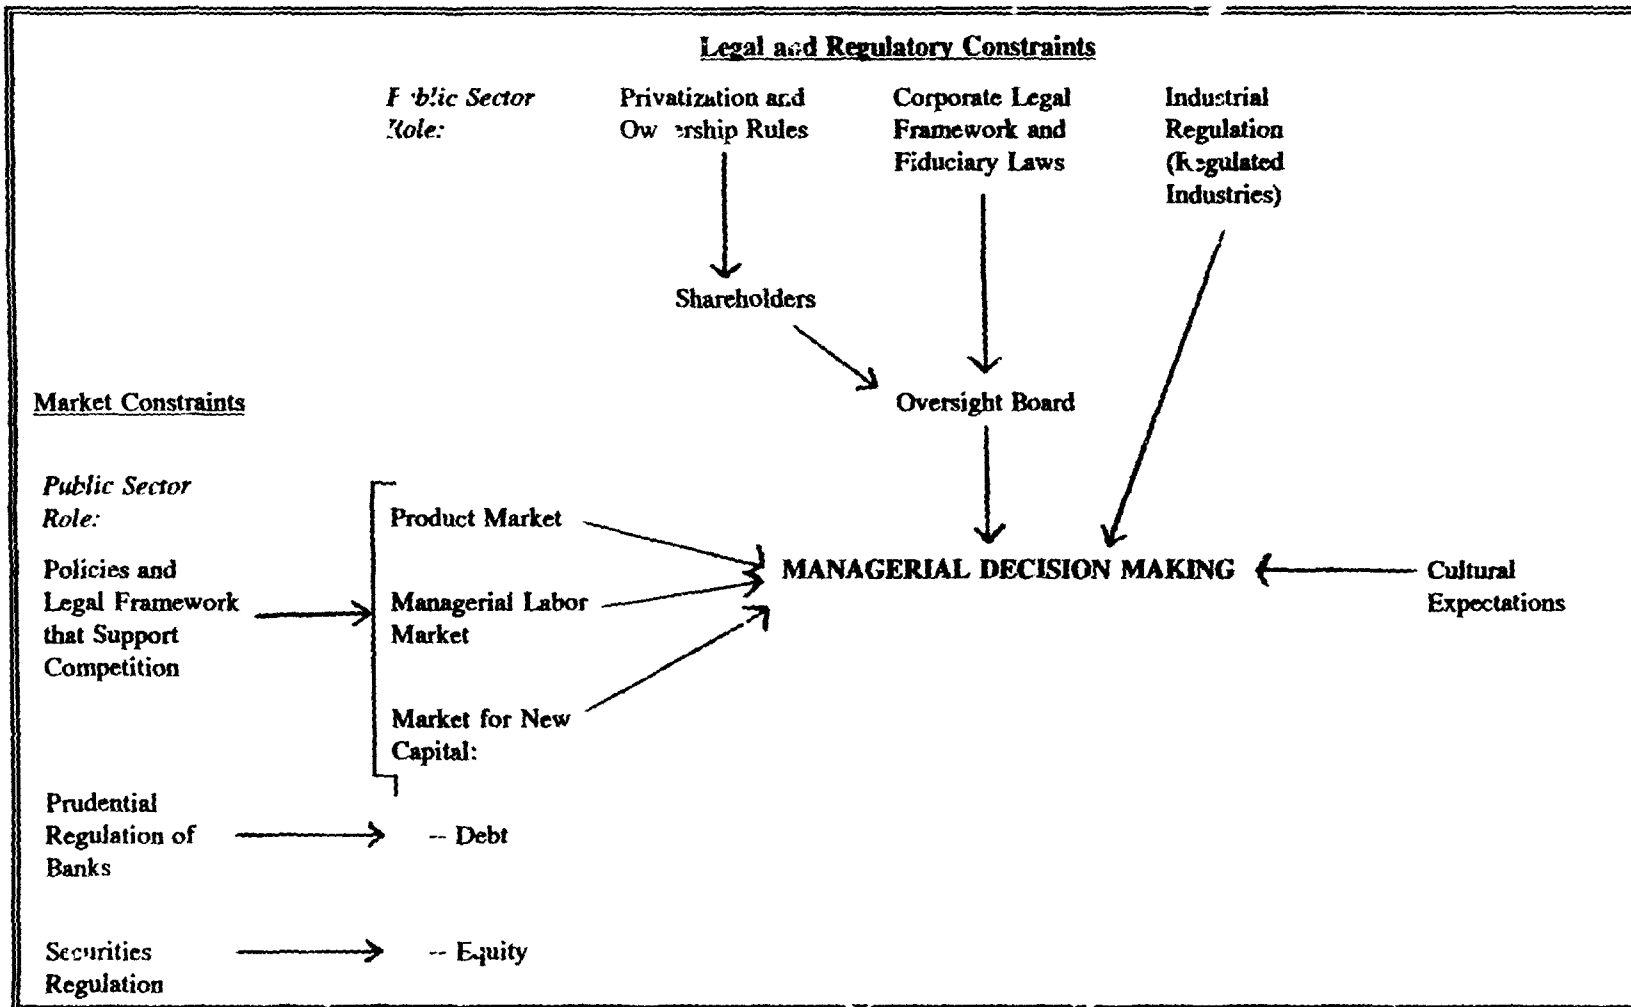 Legal and Regulatory Constraints
Public Sector
Role:
Privatization and
Ownership Rules
Corporate Legal
Framework and
Fiduciary Laws
Industrial
Regulation
(Regulated
Industries)
Shareholders
Oversight Board
Market Constraints
Public Sector
Role:
Policies and
Legal Framework
that Support
Competition
Product Market
Managerial Labor
Market
Market for New
Capital:
MANAGERIAL DECISION MAKING
Cultural
Expectations
Prudential
Regulation of
Banks
-- Debt
Securities
Regulation
-- Equity